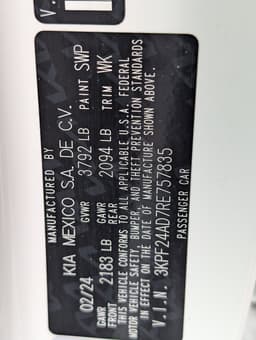 MANUFACTURED BY
KIA MEXICO S.A. DE C.V.
02/24 GVWR 3792 LB PAINT SWP
GAWR FRONT 2183 LB GAWR REAR 2094 LB TRIM WK
THIS VEHICLE CONFORMS TO ALL APPLICABLE U.S.A. FEDERAL
MOTOR VEHICLE SAFETY, BUMPER, AND THEFT PREVENTION STANDARDS
IN EFFECT ON THE DATE OF MANUFACTURE SHOWN ABOVE.
V.I.N. 3KPF24AD7RE757835
PASSENGER CAR